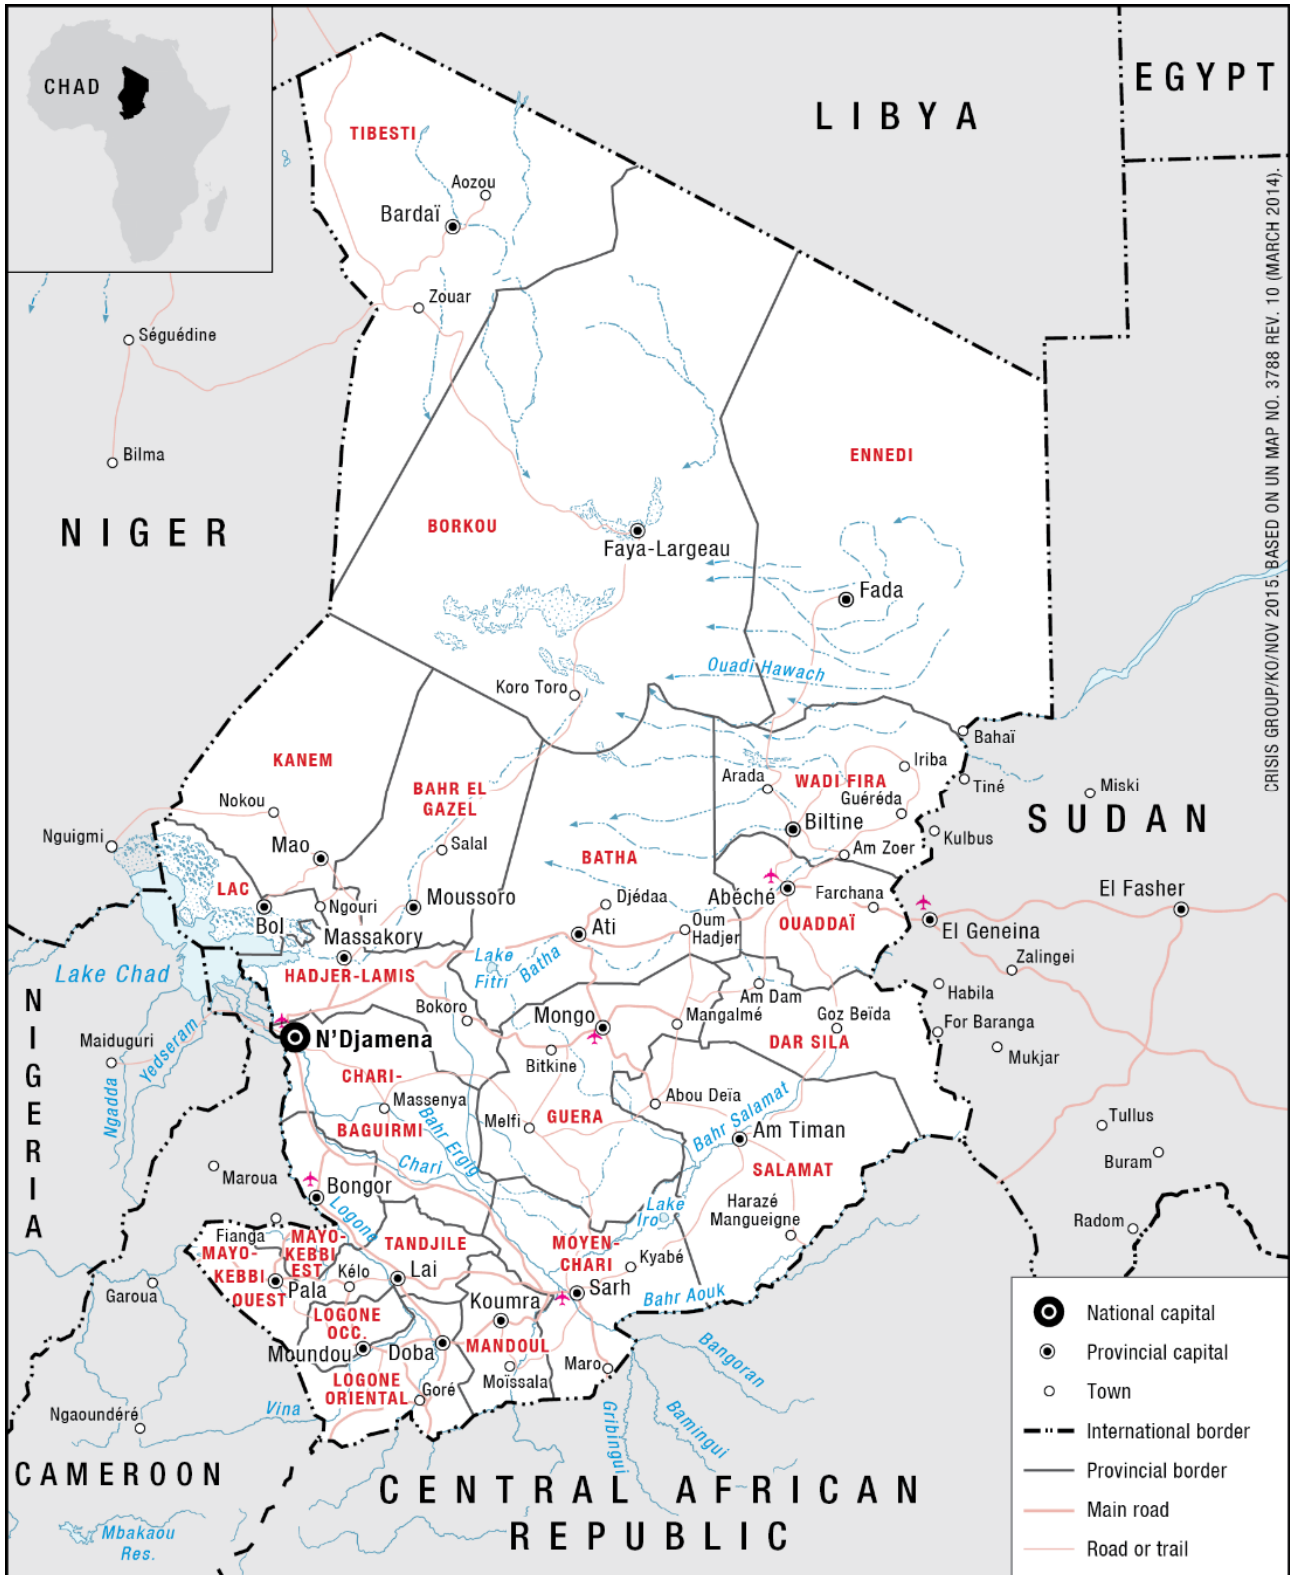 CHAD
LIBYA
EGYPT
TIBESTI
Aozou
Bardaï
Zouar
Séguédine
Bilma
NIGER
ENNEDI
BORKOU
Faya-Largeau
Fada
Ouadi Hawach
Koro Toro
KANEM
BAHR EL
GAZEL
Nokou
Nguigmi
Mao
Salal
LAC
Bol
Ngouri
Moussoro
Massakory
HADJER-LAMIS
BATHA
Djédaa
Ati
Oum
Hadjer
Lake
Fitri
Batha
Arada
WADI FIRA
Iriba
Guéréda
Biltine
Am Zoer
Bahaï
Tiné
Miski
SUDAN
Kulbus
Abéché
Farchana
OUADDAÏ
El Geneina
El Fasher
Zalingei
Habila
For Baranga
Mukjar
Lake Chad
NIGERIA
Maiduguri
Yedseram
Ngadda
N'Djamena
Bokoro
Mongo
Mangalmé
Am Dam
Goz Beïda
DAR SILA
Bitkine
CHARI-
BAGUIRMI
Massenya
Bahr Ergig
Chari
Melfi
GUERA
Abou Deïa
Bahr Salamat
Am Timan
SALAMAT
Tullus
Buram
Radom
Maroua
Bongor
Logone
Lake
Iro
Harazé
Mangueigne
Fianga
MAYO-
KEBBI
EST
MAYO-
KEBBI
OUEST
Pala
Kélo
TANDJILE
Lai
MOYEN-
CHARI
Kyabé
Sarh
Bahr Aouk
Garoua
LOGONE
OCC.
Moundou
Koumra
Doba
MANDOUL
Maro
Moïssala
LOGONE
ORIENTAL
Goré
Bangoran
Bamingui
Gribingui
Vina
Ngaoundéré
CAMEROON
CENTRAL AFRICAN
REPUBLIC
Mbakaou
Res.
National capital
Provincial capital
Town
International border
Provincial border
Main road
Road or trail
CRISIS GROUP/KO/NOV 2015. BASED ON UN MAP NO. 3788 REV. 10 (MARCH 2014).